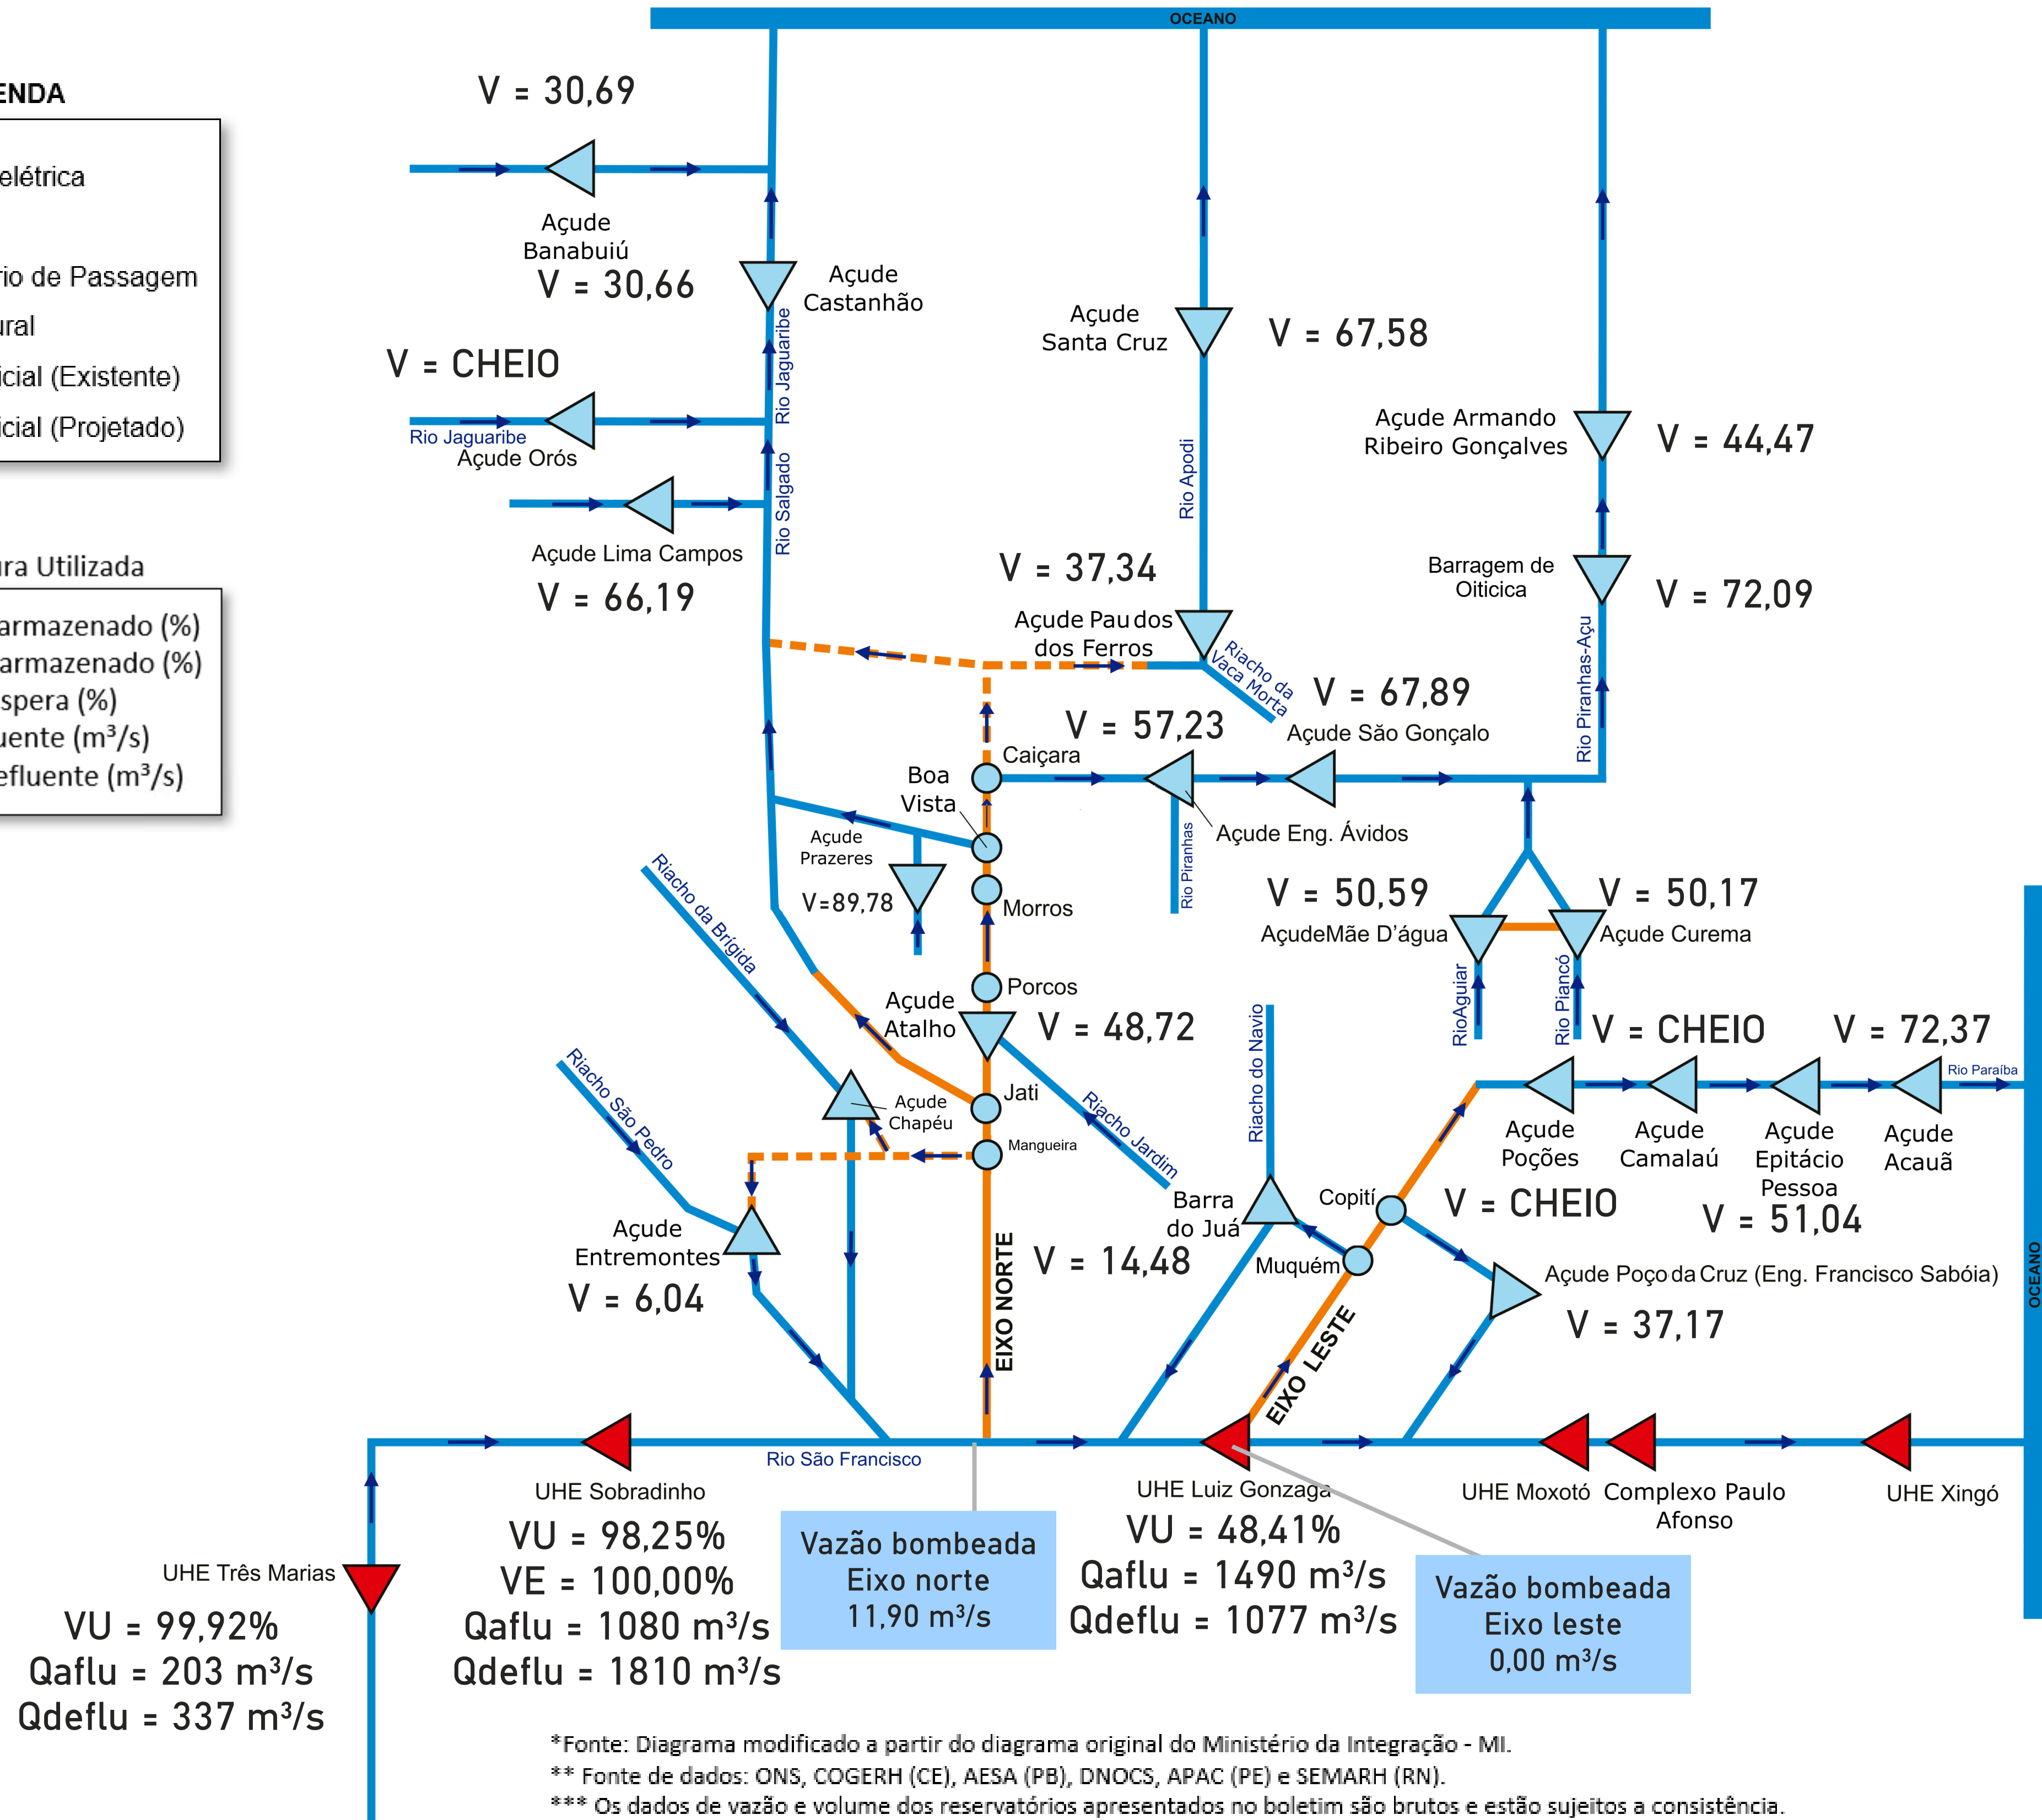 OCEANO
ENDA
elétrica
rio de Passagem
ural
icial (Existente)
icial (Projetado)
ura Utilizada
armazenado (%)
armazenado (%)
spera (%)
uente (m³/s)
efluente (m³/s)
V = 30,69
Açude
Banabuiú
V = 30,66
Açude
Castanhão
Rio Jaguaribe
V = CHEIO
Rio Jaguaribe
Açude Orós
Rio Salgado
Açude Lima Campos
V = 66,19
Açude
Santa Cruz
V = 67,58
Rio Apodi
Açude Armando
Ribeiro Gonçalves
V = 44,47
Barragem de
Oiticica
V = 72,09
Rio Piranhas-Açu
V = 37,34
Açude Pau dos
dos Ferros
Riacho da
Vaca Morta
V = 67,89
Açude São Gonçalo
V = 57,23
Caiçara
Boa
Vista
Açude Eng. Ávidos
Rio Piranhas
Açude
Prazeres
V=89,78
Morros
V = 50,59
AçudeMãe D'água
V = 50,17
Açude Curema
RioAguiar
Rio Piancó
Riacho da Brígida
Porcos
Açude
Atalho
V = 48,72
Riacho do Navio
V = CHEIO
V = 72,37
Rio Paraíba
Riacho São Pedro
Açude
Chapéu
Jati
Mangueira
Riacho Jardim
Açude
Poções
Açude
Camalaú
Açude
Epitácio
Pessoa
V = 51,04
Açude
Acauã
Barra
do Juá
Copití
V = CHEIO
Açude
Entremontes
V = 6,04
EIXO NORTE
V = 14,48
Muquém
Açude Poço da Cruz (Eng. Francisco Sabóia)
V = 37,17
OCEANO
EIXO LESTE
Rio São Francisco
UHE Sobradinho
VU = 98,25%
VE = 100,00%
Qaflu = 1080 m³/s
Qdeflu = 1810 m³/s
UHE Luiz Gonzaga
VU = 48,41%
Qaflu = 1490 m³/s
Qdeflu = 1077 m³/s
UHE Moxotó
Complexo Paulo
Afonso
UHE Xingó
Vazão bombeada
Eixo norte
11,90 m³/s
Vazão bombeada
Eixo leste
0,00 m³/s
UHE Três Marias
VU = 99,92%
Qaflu = 203 m³/s
Qdeflu = 337 m³/s
*Fonte: Diagrama modificado a partir do diagrama original do Ministério da Integração - MI.
** Fonte de dados: ONS, COGERH (CE), AESA (PB), DNOCS, APAC (PE) e SEMARH (RN).
*** Os dados de vazão e volume dos reservatórios apresentados no boletim são brutos e estão sujeitos a consistência.